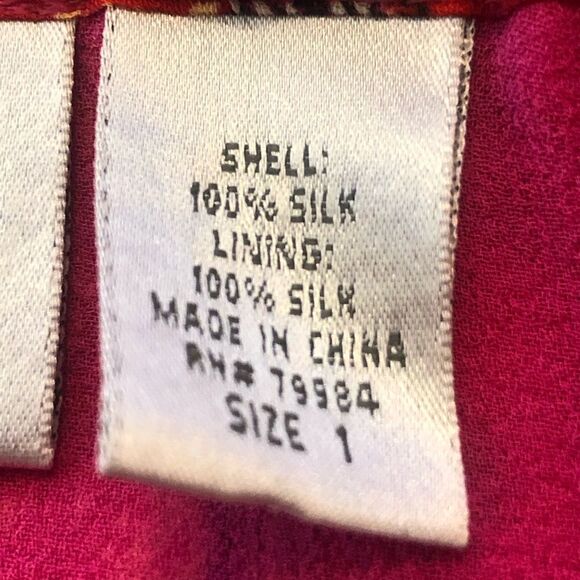 SHELL:
100% SILK
LINING:
100% SILK
MADE IN CHINA
RN# 79984
SIZE 1